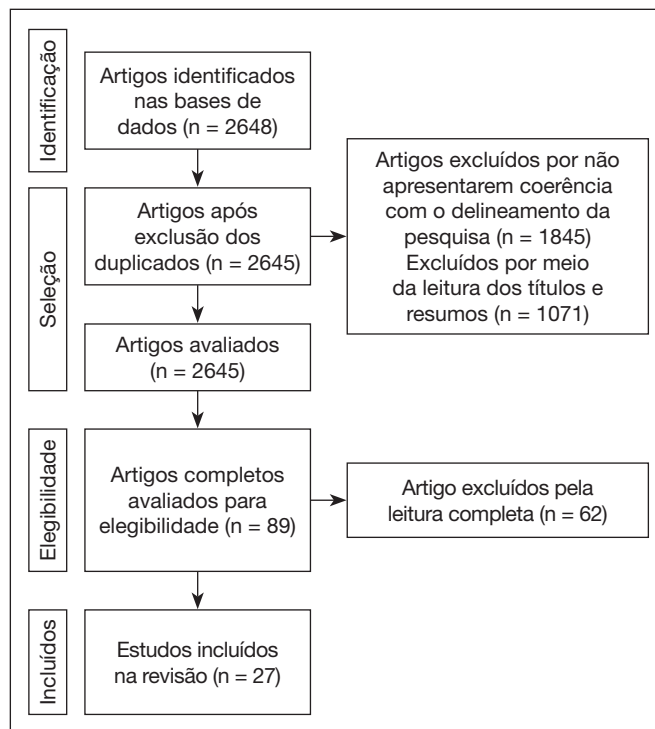 Identificação
Artigos identificados
nas bases de
dados (n = 2648)
Seleção
Artigos após
exclusão dos
duplicados (n = 2645)
Artigos excluídos por não
apresentarem coerência
com o delineamento da
pesquisa (n = 1845)
Excluídos por meio
da leitura dos títulos e
resumos (n = 1071)
Artigos avaliados
(n = 2645)
Elegibilidade
Artigos completos
avaliados para
elegibilidade (n = 89)
Artigo excluídos pela
leitura completa (n = 62)
Incluídos
Estudos incluídos
na revisão (n = 27)